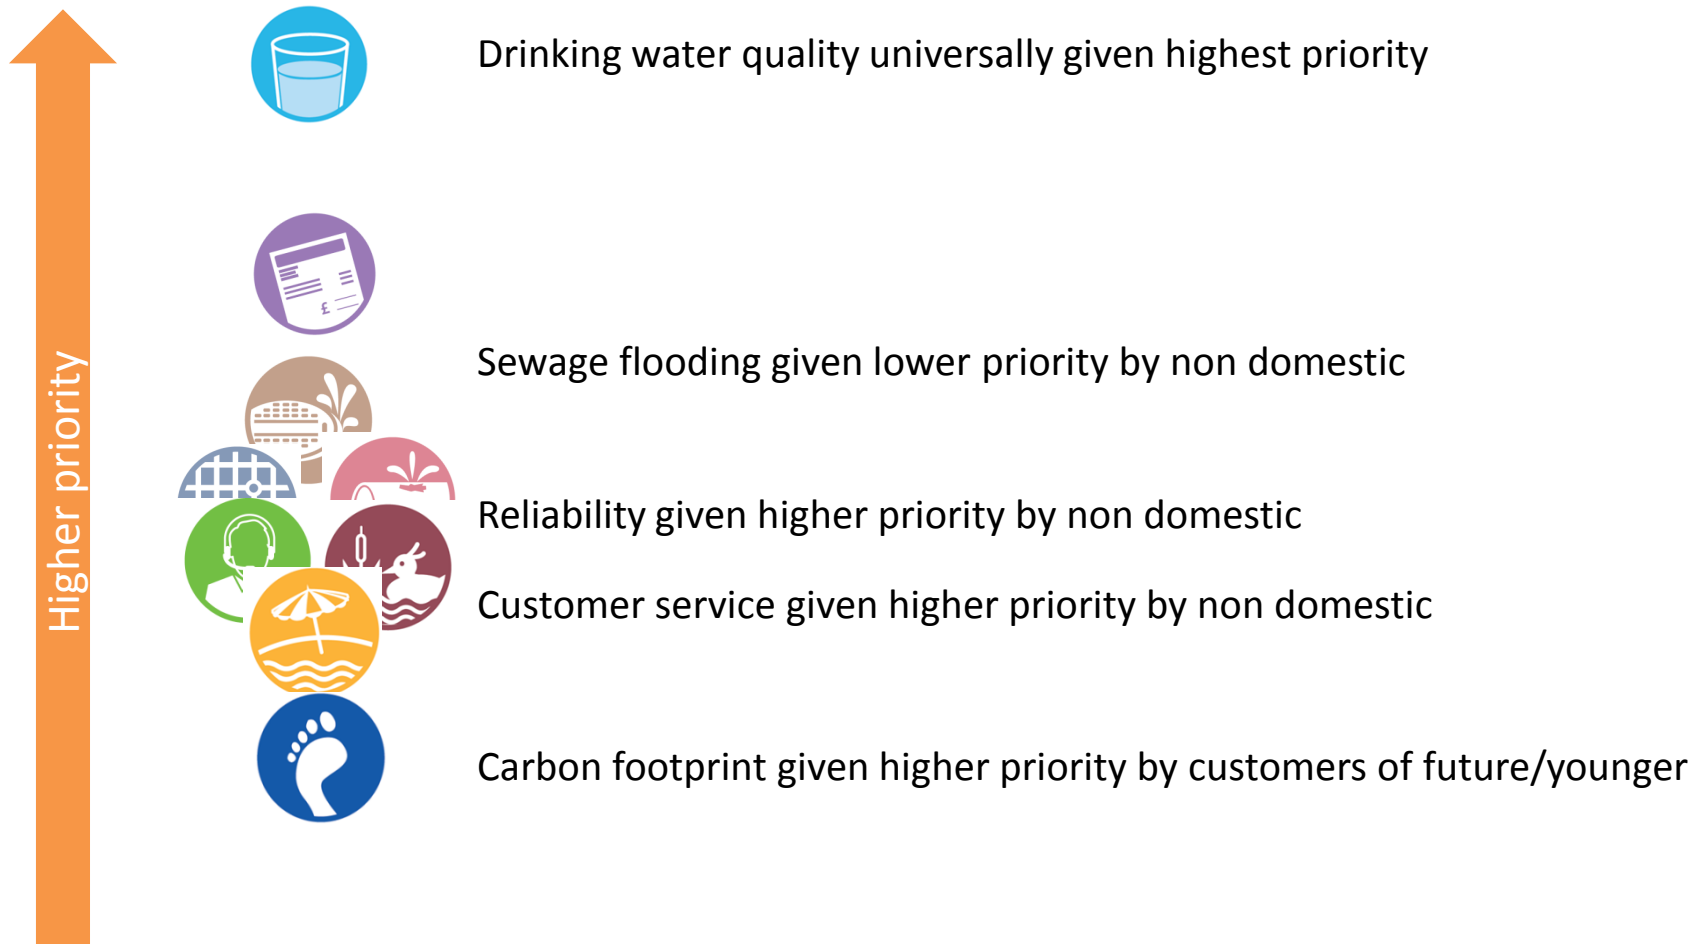 Drinking water quality universally given highest priority
£
Sewage flooding given lower priority by non domestic
Higher priority
Reliability given higher priority by non domestic
Customer service given higher priority by non domestic
Carbon footprint given higher priority by customers of future/younger